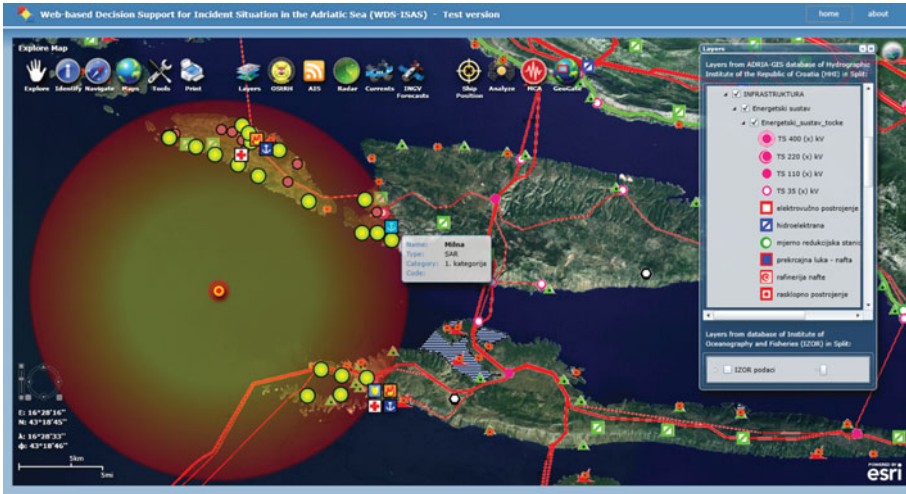 Web-based Decision Support for Incident Situation in the Adriatic Sea (WDS-ISAS) - Test version
home
about
Explore Map
Explore
Identify
Navigate
Maps
Tools
Print
Layers
OSRRH
AIS
Radar
Currents
INGV
Forecasts
Ship
Position
Analyze
MCA
GeoGate
Layers
Layers from ADRIA-GIS database of Hydrographic
Institute of the Republic of Croatia (HHI) in Split:
INFRASTRUKTURA
Energetski sustav
Energetski_sustav_tocke
TS 400 (x) kV
TS 220 (x) kV
TS 110 (x) kV
TS 35 (x) kV
elektrovučno postrojenje
hidroelektrana
mjerno redukcijska stanic
prekrcajna luka - nafta
rafinerija nafte
rasklopno postrojenje
Layers from database of Institute of
Oceanography and Fisheries (IZOR) in Split:
IZOR podaci
Name: Milna
Type: SAR
Category: 1. kategorija
Code:
E: 16°28'16"
N: 43°18'45"
λ: 16°28'33"
φ: 43°18'46"
5km
5mi
POWERED BY
esri